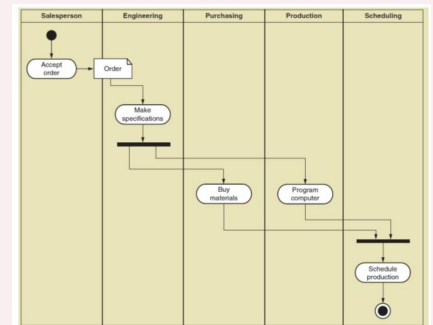 Salesperson
Engineering
Purchasing
Production
Scheduling
Accept
order
Order
Make
specifications
Buy
materials
Program
computer
Schedule
production